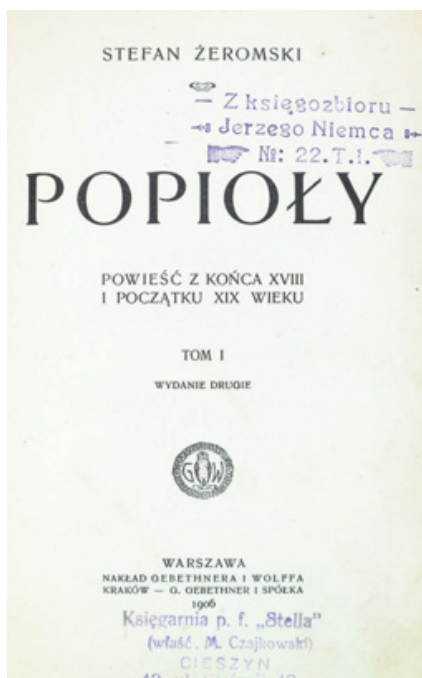 STEFAN ŻEROMSKI
— Z księgozbioru —
Jerzego Niemca
№: 22.T.1.
POPIOŁY
POWIEŚĆ Z KOŃCA XVIII
I POCZĄTKU XIX WIEKU
TOM I
WYDANIE DRUGIE
G W
WARSZAWA
NAKŁAD GEBETHNERA I WOLFFA
KRAKÓW — G. GEBETHNER I SPÓŁKA
1906
Księgarnia p. f. „Stella”
(właść. M. Czajkowski)
CIESZYN